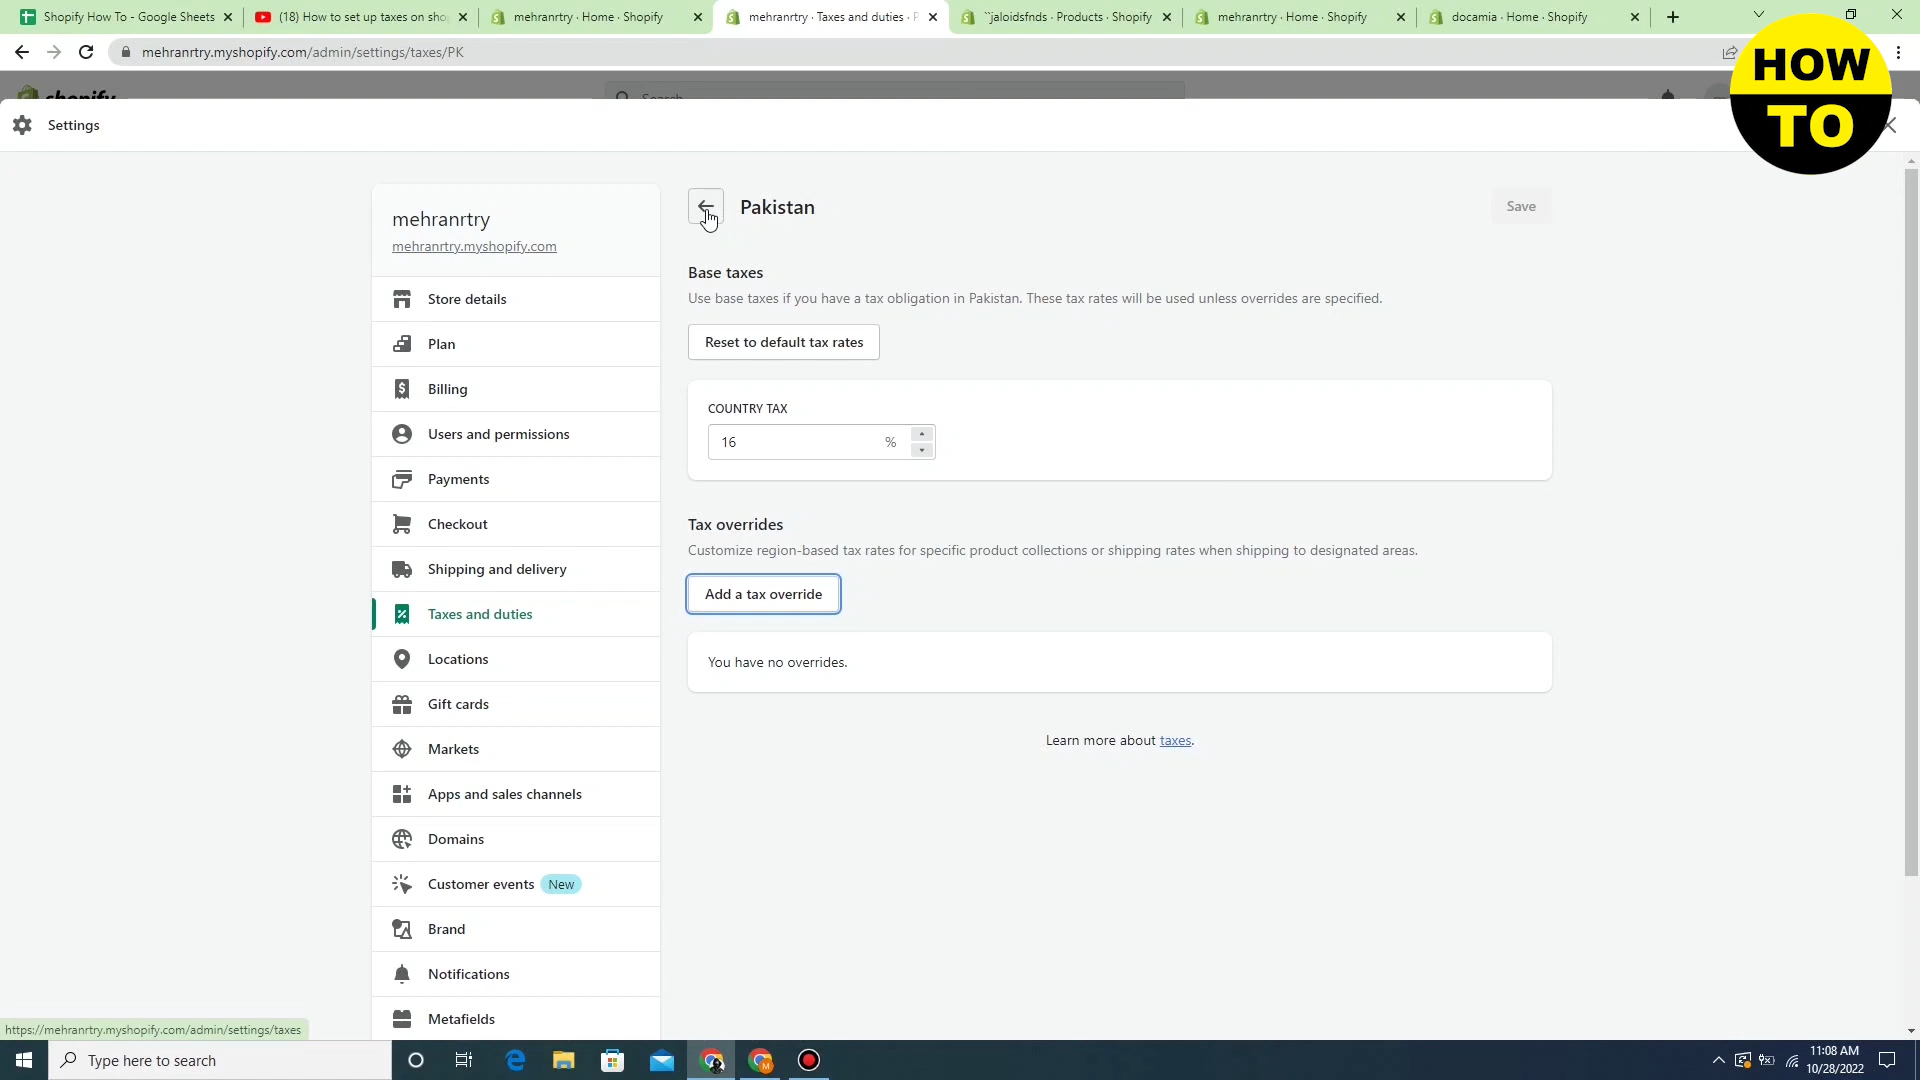 Shopify How To - Google Sheets
(18) How to set up taxes on sho
mehranrtry · Home · Shopify
mehranrtry · Taxes and duties · P
``jaloidsfnds · Products · Shopify
mehranrtry · Home · Shopify
docamia · Home · Shopify
mehranrtry.myshopify.com/admin/settings/taxes/PK
HOW
TO
shopify
Search
Settings
mehranrtry
mehranrtry.myshopify.com
Store details
Plan
Billing
Users and permissions
Payments
Checkout
Shipping and delivery
Taxes and duties
Locations
Gift cards
Markets
Apps and sales channels
Domains
Customer events New
Brand
Notifications
Metafields
Pakistan
Save
Base taxes
Use base taxes if you have a tax obligation in Pakistan. These tax rates will be used unless overrides are specified.
Reset to default tax rates
COUNTRY TAX
16 %
Tax overrides
Customize region-based tax rates for specific product collections or shipping rates when shipping to designated areas.
Add a tax override
You have no overrides.
Learn more about taxes.
https://mehranrtry.myshopify.com/admin/settings/taxes
Type here to search
11:08 AM
10/28/2022